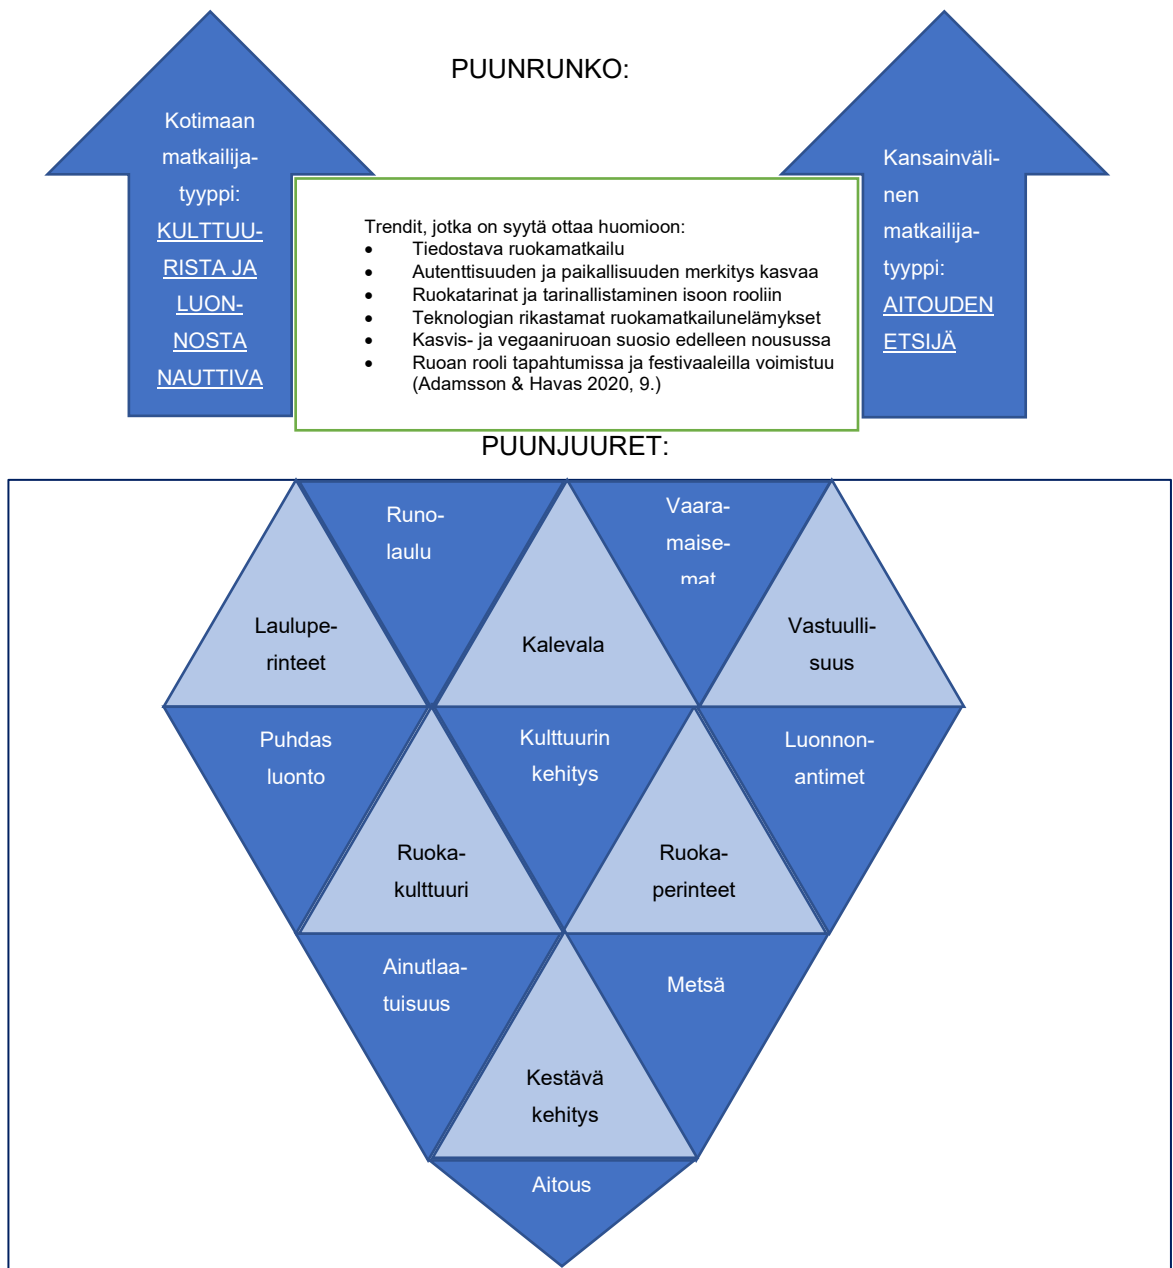 PUUNRUNKO:
Kotimaan
matkailija-
tyyppi:
KULTTUU-
RISTA JA
LUON-
NOSTA
NAUTTIVA
Trendit, jotka on syytä ottaa huomioon:
• Tiedostava ruokamatkailu
• Autenttisuuden ja paikallisuuden merkitys kasvaa
• Ruokatarinat ja tarinallistaminen isoon rooliin
• Teknologian rikastamat ruokamatkailunelämykset
• Kasvis- ja vegaaniruoan suosio edelleen nousussa
• Ruoan rooli tapahtumissa ja festivaaleilla voimistuu
(Adamsson & Havas 2020, 9.)
Kansainväli-
nen
matkailija-
tyyppi:
AITOUDEN
ETSIJÄ
PUUNJUURET:
Runo-
laulu
Vaara-
maise-
mat
Laulupe-
rinteet
Kalevala
Vastuulli-
suus
Puhdas
luonto
Kulttuurin
kehitys
Luonnon-
antimet
Ruoka-
kulttuuri
Ruoka-
perinteet
Ainutlaa-
tuisuus
Metsä
Kestävä
kehitys
Aitous